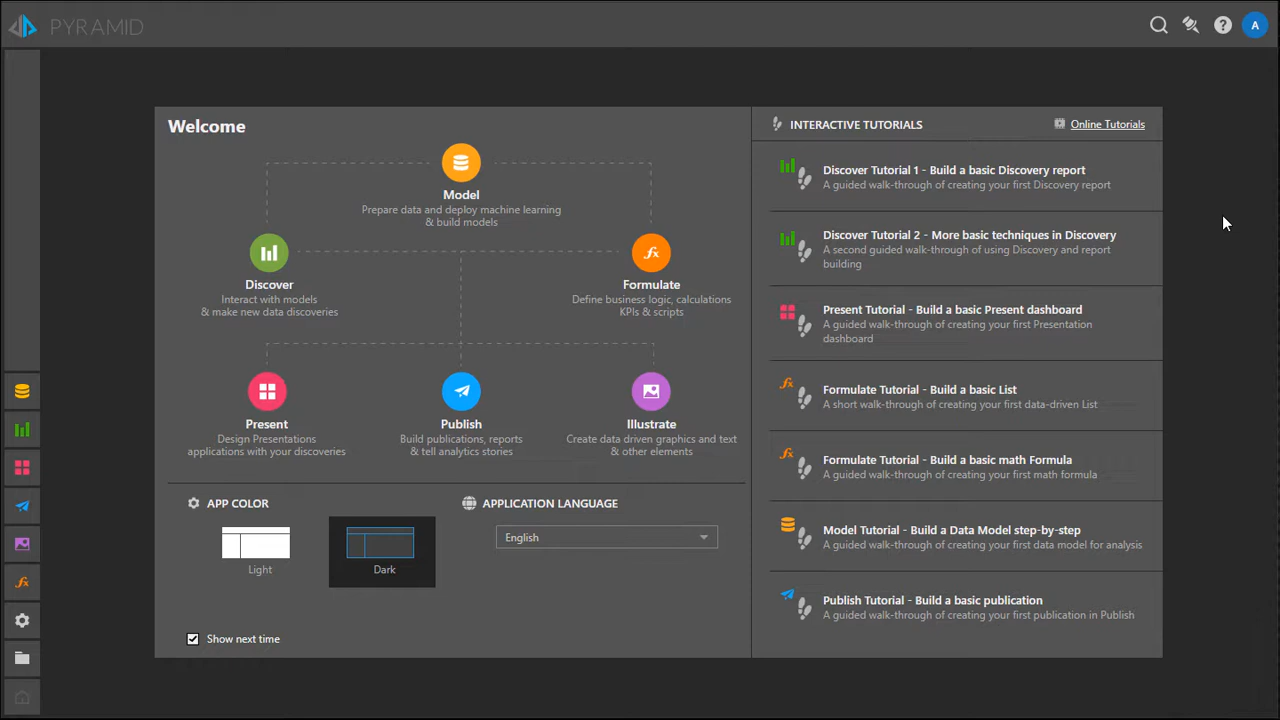 PYRAMID
A
Welcome
Model
Prepare data and deploy machine learning
& build models
Discover
Interact with models
& make new data discoveries
fx
Formulate
Define business logic, calculations
KPIs & scripts
Present
Design Presentations
applications with your discoveries
Publish
Build publications, reports
& tell analytics stories
Illustrate
Create data driven graphics and text
& other elements
APP COLOR
Light
Dark
APPLICATION LANGUAGE
English
Show next time
INTERACTIVE TUTORIALS
Online Tutorials
Discover Tutorial 1 - Build a basic Discovery report
A guided walk-through of creating your first Discovery report
Discover Tutorial 2 - More basic techniques in Discovery
A second guided walk-through of using Discovery and report
building
Present Tutorial - Build a basic Present dashboard
A guided walk-through of creating your first Presentation
dashboard
fx
Formulate Tutorial - Build a basic List
A short walk-through of creating your first data-driven List
fx
Formulate Tutorial - Build a basic math Formula
A guided walk-through of creating your first math formula
Model Tutorial - Build a Data Model step-by-step
A guided walk-through of creating your first data model for analysis
Publish Tutorial - Build a basic publication
A guided walk-through of creating your first publication in Publish
fx